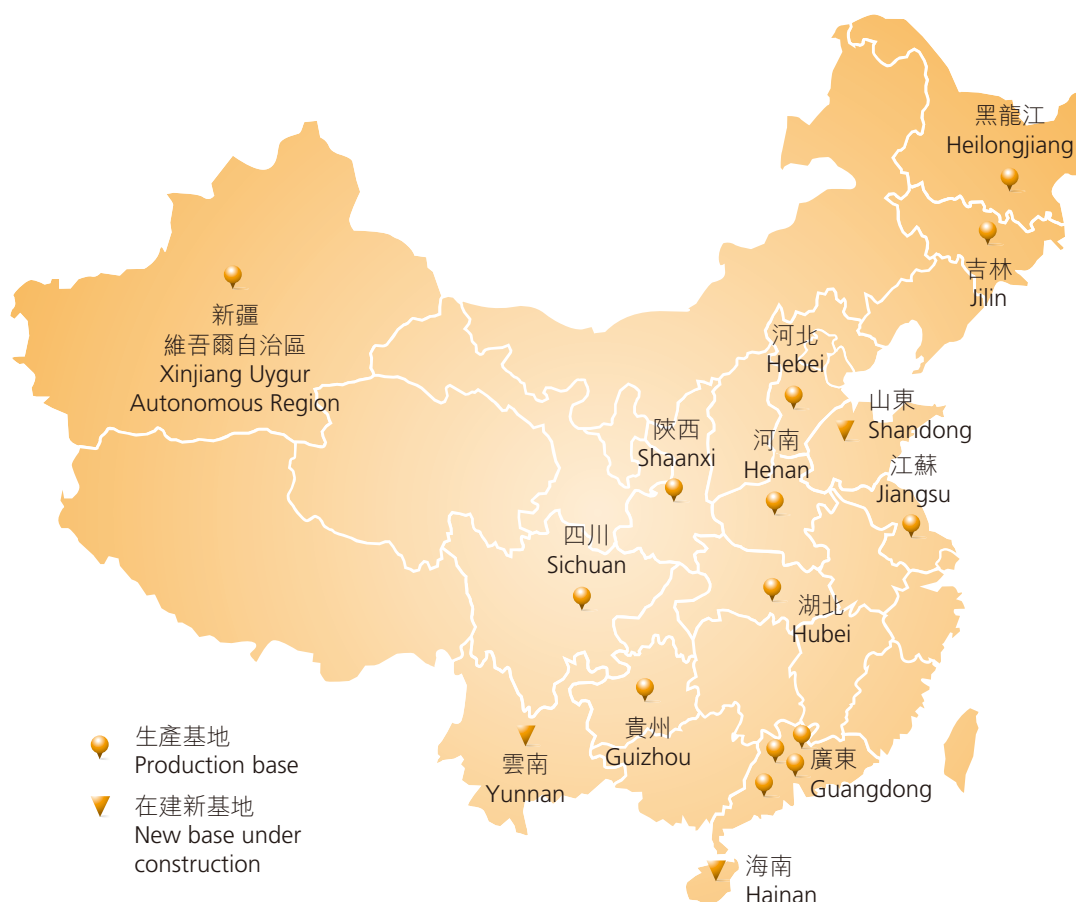 黑龍江
Heilongjiang
吉林
Jilin
新疆
維吾爾自治區
Xinjiang Uygur
Autonomous Region
河北
Hebei
山東
Shandong
陝西
Shaanxi
河南
Henan
江蘇
Jiangsu
四川
Sichuan
湖北
Hubei
貴州
Guizhou
雲南
Yunnan
廣東
Guangdong
海南
Hainan
生產基地
Production base
在建新基地
New base under
construction